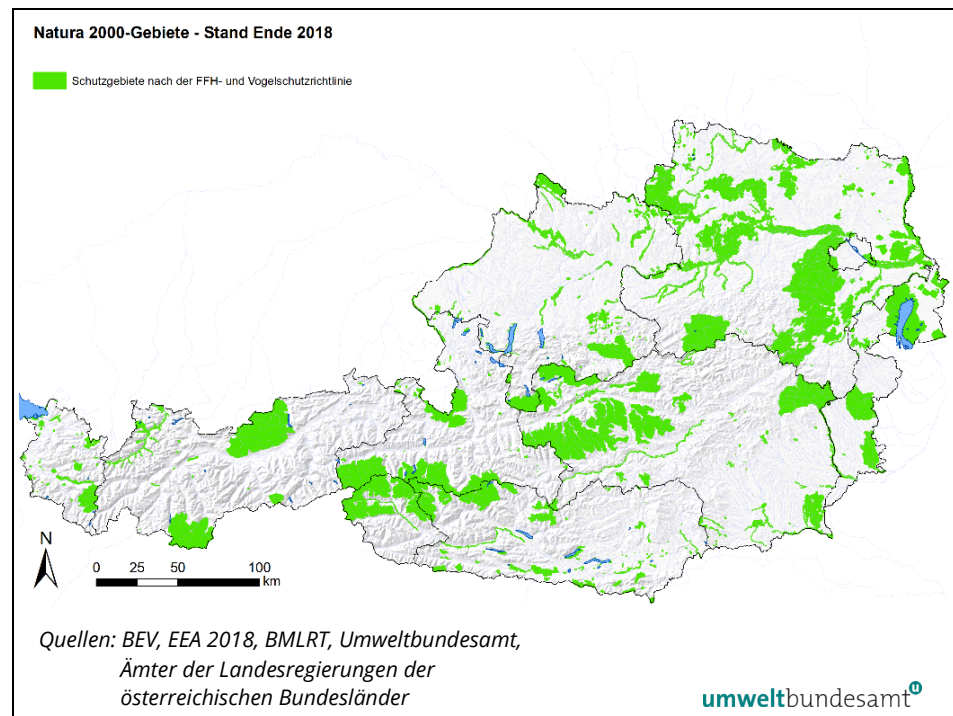 Natura 2000-Gebiete - Stand Ende 2018
Schutzgebiete nach der FFH- und Vogelschutzrichtlinie
N
0 25 50 100
km
Quellen: BEV, EEA 2018, BMLRT, Umweltbundesamt,
Ämter der Landesregierungen der
österreichischen Bundesländer
umweltbundesamt u